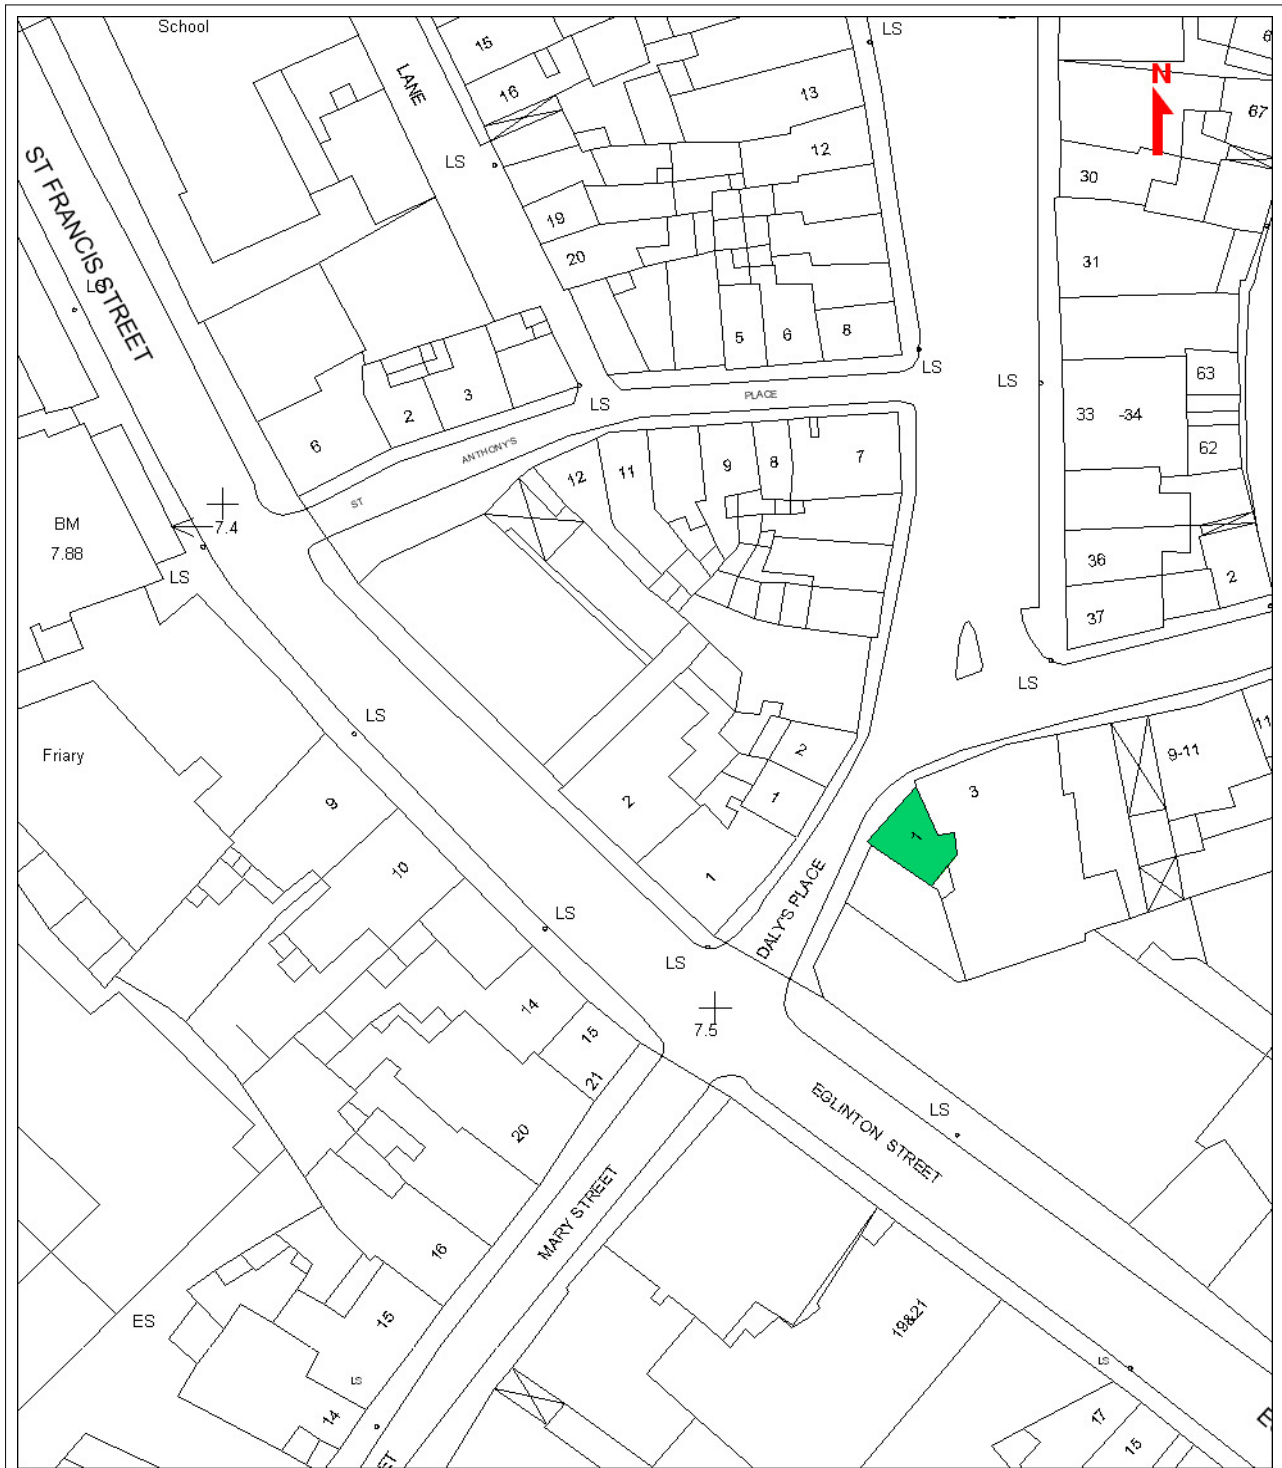 School
LS
15
LANE
16
13
N
6
67
ST FRANCIS STREET
LS
12
30
19
20
31
LS
5
6
8
LS
LS
63
2
3
LS
PLACE
33 -34
6
ST ANTHONY'S
12
11
9
8
7
62
BM
7.88
7.4
LS
36
2
37
LS
LS
Friary
2
9-11
11
9
2
1
3
1
10
1
DALY'S PLACE
LS
LS
14
15
7.5
21
EGLINTON STREET
LS
20
MARY STREET
16
ES
15
19&21
LS
LS
14
17
15